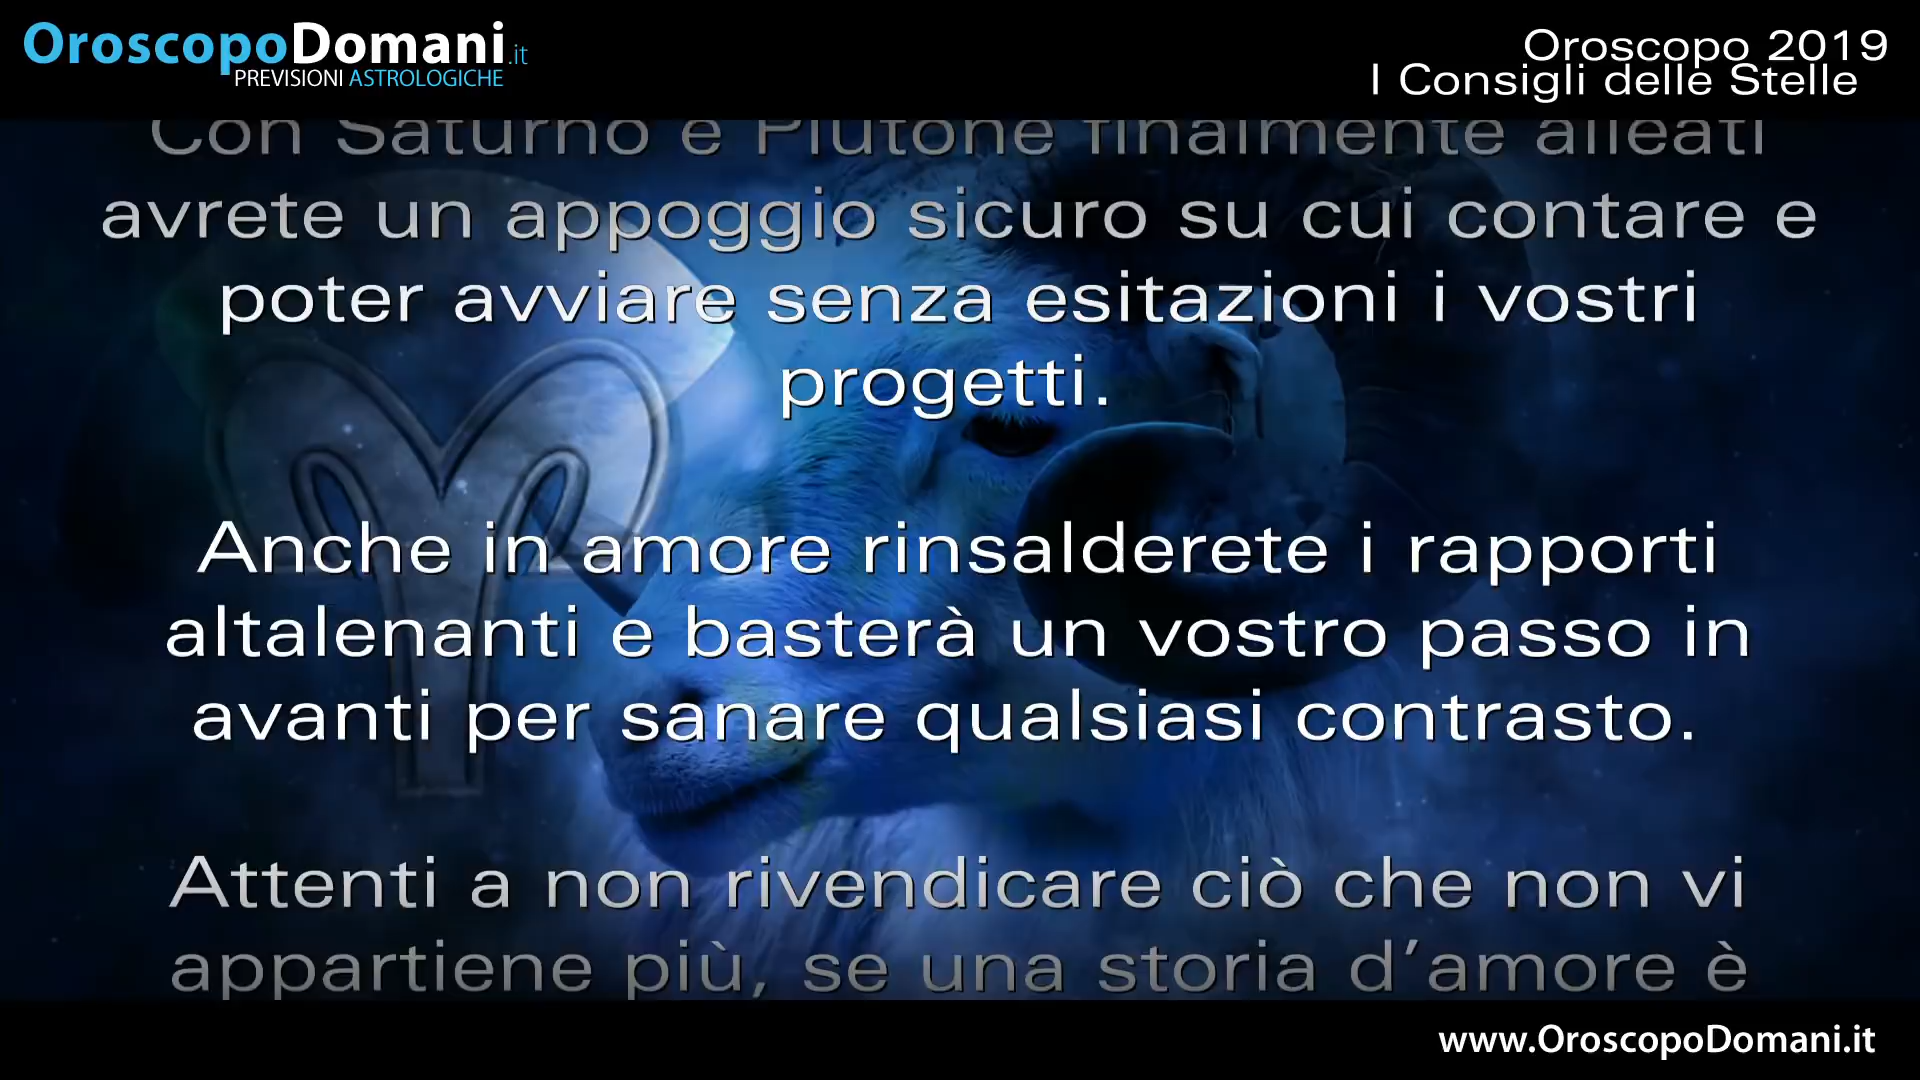 OroscopoDomani.it
PREVISIONI ASTROLOGICHE
Oroscopo 2019
I Consigli delle Stelle
Con Saturno e Plutone finalmente alleati
avrete un appoggio sicuro su cui contare e
poter avviare senza esitazioni i vostri
progetti.
Anche in amore rinsalderete i rapporti
altalenanti e basterà un vostro passo in
avanti per sanare qualsiasi contrasto.
Attenti a non rivendicare ciò che non vi
appartiene più, se una storia d'amore è
www.OroscopoDomani.it